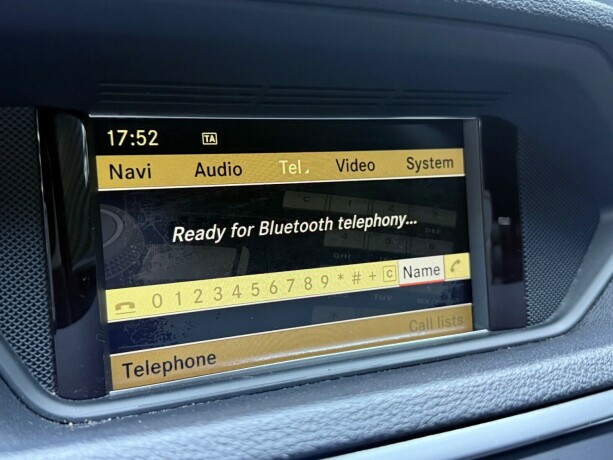 17:52 TA
Navi Audio Tel Video System
Ready for Bluetooth telephony...
0 1 2 3 4 5 6 7 8 9 * # + C Name
Call lists
Telephone